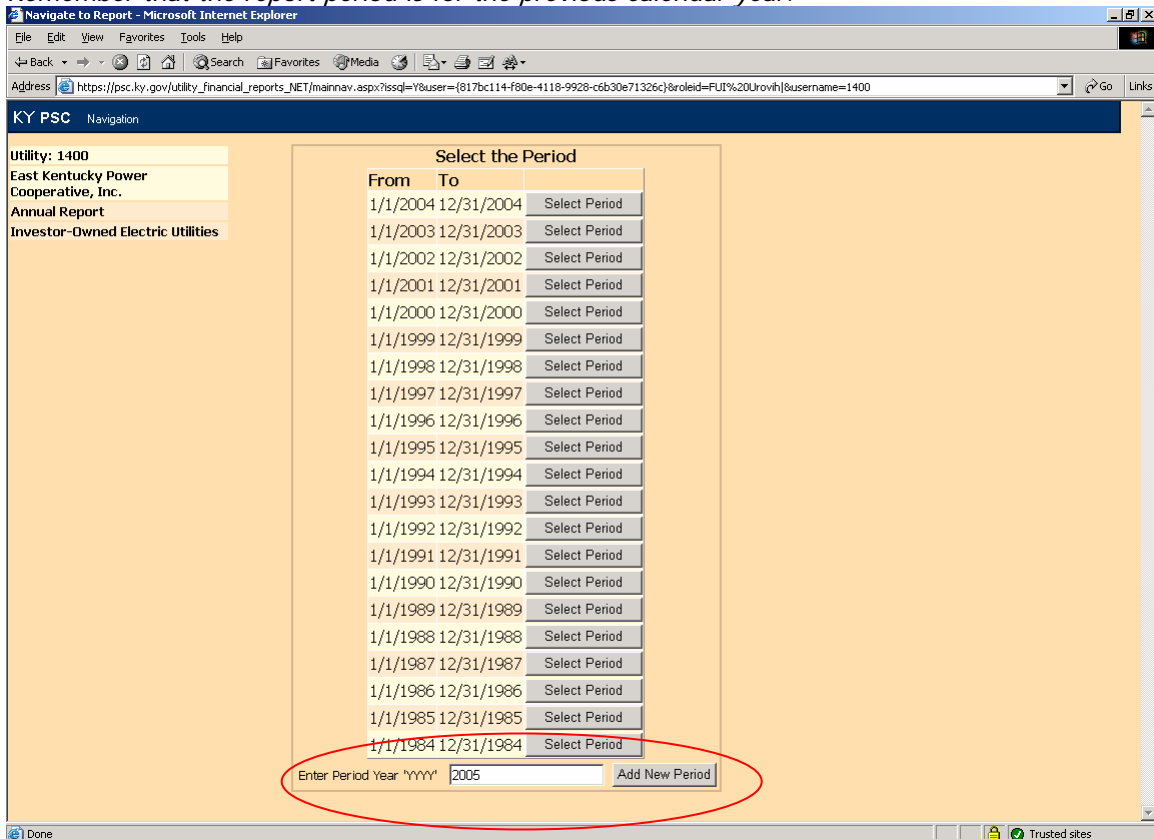 Remember that the report period is for the previous calendar year.
Navigate to Report - Microsoft Internet Explorer
File Edit View Favorites Tools Help
Back Search Favorites Media
Address https://psc.ky.gov/utility_financial_reports_NET/mainnav.aspx?issql=Y&user={817bc114-f80e-4118-9928-c6b30e71326c}&roleid=FUI%20Urovih|&username=1400 Go Links
KY PSC Navigation
Utility: 1400
East Kentucky Power
Cooperative, Inc.
Annual Report
Investor-Owned Electric Utilities
Select the Period
From To
1/1/2004 12/31/2004 Select Period
1/1/2003 12/31/2003 Select Period
1/1/2002 12/31/2002 Select Period
1/1/2001 12/31/2001 Select Period
1/1/2000 12/31/2000 Select Period
1/1/1999 12/31/1999 Select Period
1/1/1998 12/31/1998 Select Period
1/1/1997 12/31/1997 Select Period
1/1/1996 12/31/1996 Select Period
1/1/1995 12/31/1995 Select Period
1/1/1994 12/31/1994 Select Period
1/1/1993 12/31/1993 Select Period
1/1/1992 12/31/1992 Select Period
1/1/1991 12/31/1991 Select Period
1/1/1990 12/31/1990 Select Period
1/1/1989 12/31/1989 Select Period
1/1/1988 12/31/1988 Select Period
1/1/1987 12/31/1987 Select Period
1/1/1986 12/31/1986 Select Period
1/1/1985 12/31/1985 Select Period
1/1/1984 12/31/1984 Select Period
Enter Period Year 'YYYY' 2005 Add New Period
Done Trusted sites